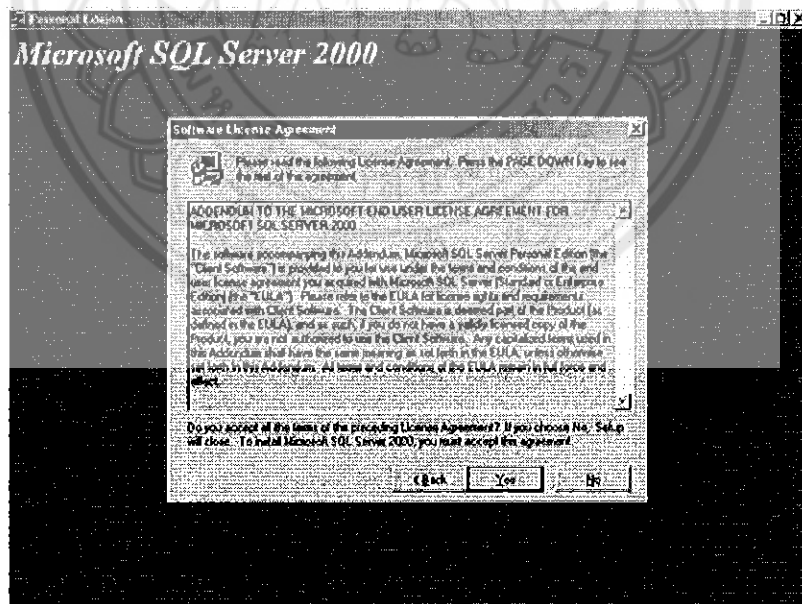 Personal Edition
Microsoft SQL Server 2000
Software License Agreement
Please read the following License Agreement. Press the PAGE DOWN key to see
the rest of the agreement.
ADDENDUM TO THE MICROSOFT END USER LICENSE AGREEMENT FOR
MICROSOFT SQL SERVER 2000
The software accompanying this Addendum, Microsoft SQL Server Personal Edition (the
"Client Software") is provided to you for use under the terms and conditions of the end
user license agreement you acquired with Microsoft SQL Server (Standard or Enterprise
Edition) (the "EULA"). Please refer to the EULA for license rights and requirements
associated with Client Software. The Client Software is deemed part of the Product (as
defined in the EULA), and as such, if you do not have a validly licensed copy of the
Product, you are not authorized to use the Client Software. Any capitalized terms used in
this Addendum shall have the same meaning as set forth in the EULA, unless otherwise
set forth in this Addendum. All terms and conditions of the EULA remain in full force and
effect.
Do you accept all the terms of the preceding License Agreement? If you choose No, Setup
will close. To install Microsoft SQL Server 2000, you must accept this agreement.
< Back
Yes
No